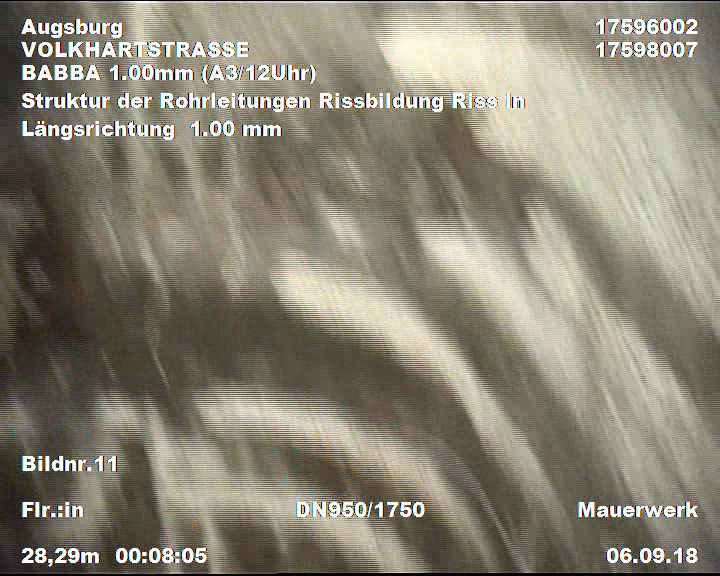 Augsburg 17596002
VOLKHARTSTRASSE 17598007
BABBA 1.00mm (A3/12Uhr)
Struktur der Rohrleitungen Rissbildung Riss in
Längsrichtung 1.00 mm
Bildnr.11
Flr.:in DN950/1750 Mauerwerk
28,29m 00:08:05 06.09.18